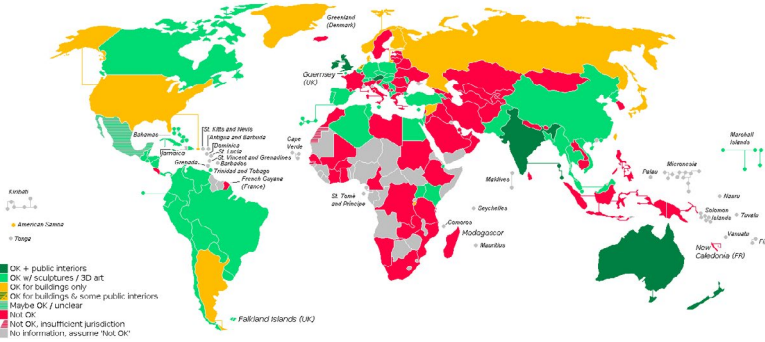 Greenland
(Denmark)
Guernsey
(UK)
St. Kitts and Nevis
Antigua and Barbuda
Bahamas
Dominica
St. Lucia
Jamaica
St. Vincent and Grenadines
Grenada
Barbados
Trinidad and Tobago
French Guyana
(France)
Cape
Verde
Marshall
Islands
Micronesia
Palau
Maldives
Kiribati
St. Tomé
and Príncipe
Nauru
Seychelles
Solomon
Islands
Tuvalu
American Samoa
Comoros
Madagascar
Vanuatu
Tonga
Mauritius
New
Caledonia (FR)
OK + public interiors
OK w/ sculptures / 3D art
OK for buildings only
OK for buildings & some public interiors
Maybe OK / unclear
Not OK
Not OK, insufficient jurisdiction
No information, assume 'Not OK'
Falkland Islands (UK)